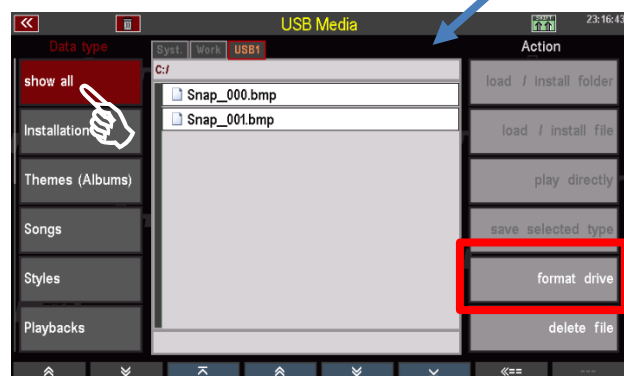 USB Media
DRAFT
23:16:43
Data type
Syst. Work USB1
Action
C:/
show all
Snap_000.bmp
load / install folder
Snap_001.bmp
Installation
load / install file
Themes (Albums)
play directly
Songs
save selected type
Styles
format drive
Playbacks
delete file
«==
---